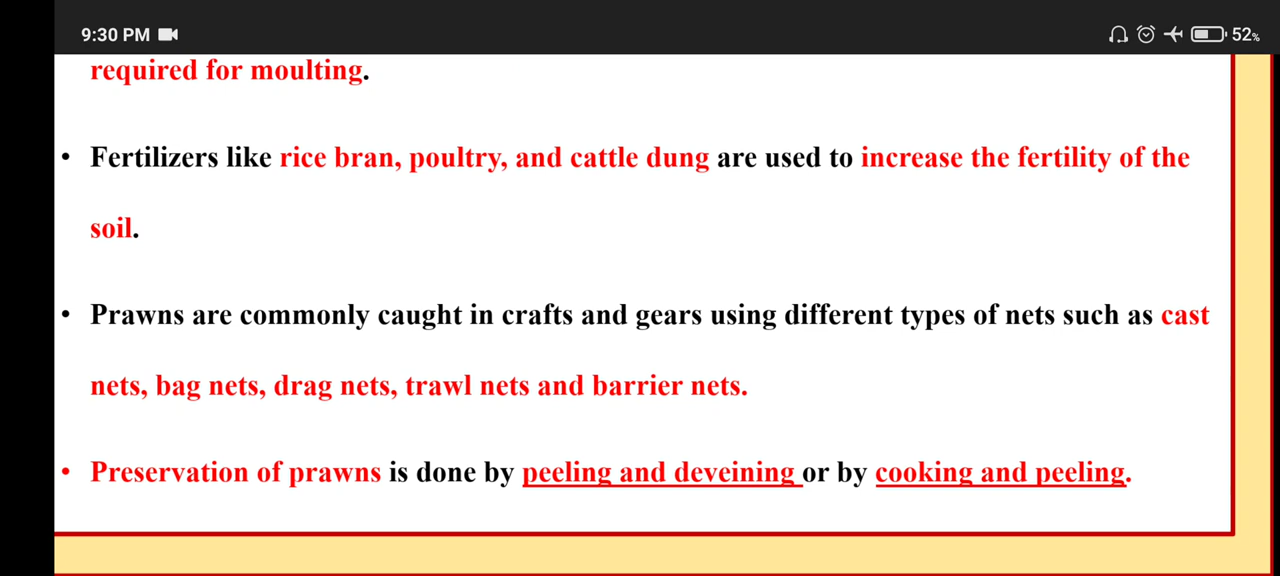 9:30 PM 52%
required for moulting.
• Fertilizers like rice bran, poultry, and cattle dung are used to increase the fertility of the
soil.
• Prawns are commonly caught in crafts and gears using different types of nets such as cast
nets, bag nets, drag nets, trawl nets and barrier nets.
• Preservation of prawns is done by peeling and deveining or by cooking and peeling.